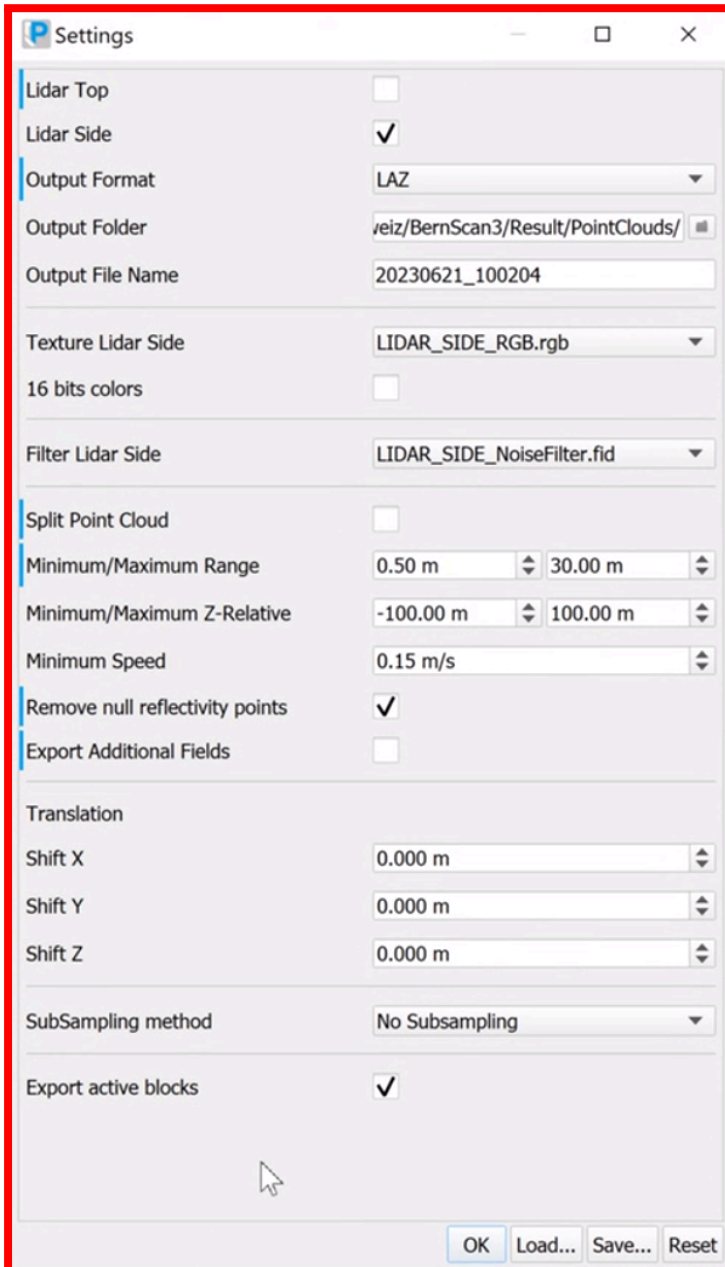 P Settings
Lidar Top
Lidar Side
Output Format LAZ
Output Folder veiz/BernScan3/Result/PointClouds/
Output File Name 20230621_100204
Texture Lidar Side LIDAR_SIDE_RGB.rgb
16 bits colors
Filter Lidar Side LIDAR_SIDE_NoiseFilter.fid
Split Point Cloud
Minimum/Maximum Range 0.50 m 30.00 m
Minimum/Maximum Z-Relative -100.00 m 100.00 m
Minimum Speed 0.15 m/s
Remove null reflectivity points
Export Additional Fields
Translation
Shift X 0.000 m
Shift Y 0.000 m
Shift Z 0.000 m
SubSampling method No Subsampling
Export active blocks
OK Load... Save... Reset